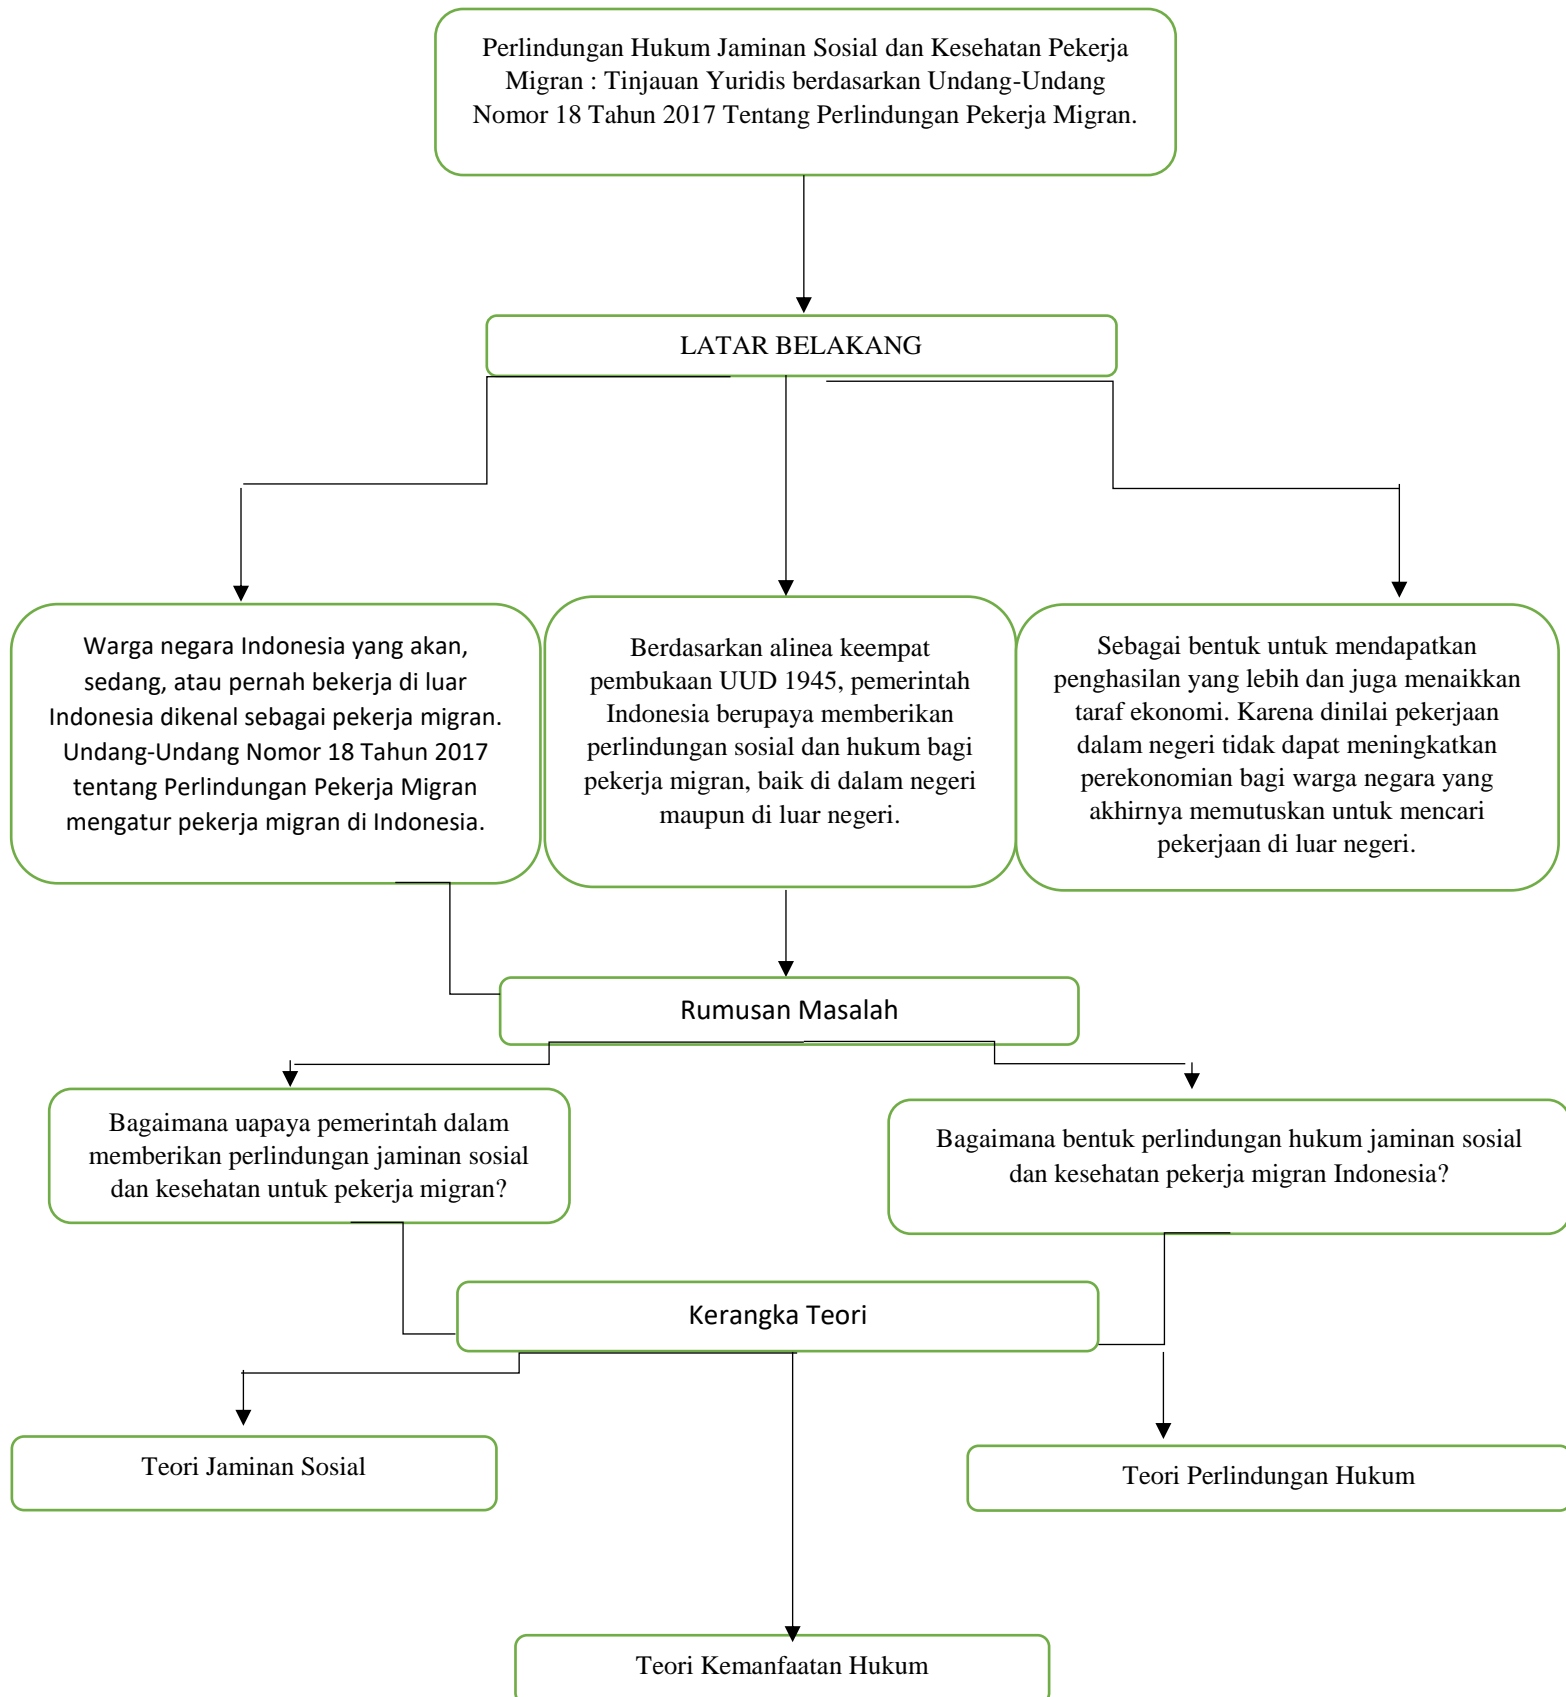 Perlindungan Hukum Jaminan Sosial dan Kesehatan Pekerja
Migran : Tinjauan Yuridis berdasarkan Undang-Undang
Nomor 18 Tahun 2017 Tentang Perlindungan Pekerja Migran.
LATAR BELAKANG
Warga negara Indonesia yang akan,
sedang, atau pernah bekerja di luar
Indonesia dikenal sebagai pekerja migran.
Undang-Undang Nomor 18 Tahun 2017
tentang Perlindungan Pekerja Migran
mengatur pekerja migran di Indonesia.
Berdasarkan alinea keempat
pembukaan UUD 1945, pemerintah
Indonesia berupaya memberikan
perlindungan sosial dan hukum bagi
pekerja migran, baik di dalam negeri
maupun di luar negeri.
Sebagai bentuk untuk mendapatkan
penghasilan yang lebih dan juga menaikkan
taraf ekonomi. Karena dinilai pekerjaan
dalam negeri tidak dapat meningkatkan
perekonomian bagi warga negara yang
akhirnya memutuskan untuk mencari
pekerjaan di luar negeri.
Rumusan Masalah
Bagaimana uapaya pemerintah dalam
memberikan perlindungan jaminan sosial
dan kesehatan untuk pekerja migran?
Bagaimana bentuk perlindungan hukum jaminan sosial
dan kesehatan pekerja migran Indonesia?
Kerangka Teori
Teori Jaminan Sosial
Teori Perlindungan Hukum
Teori Kemanfaatan Hukum